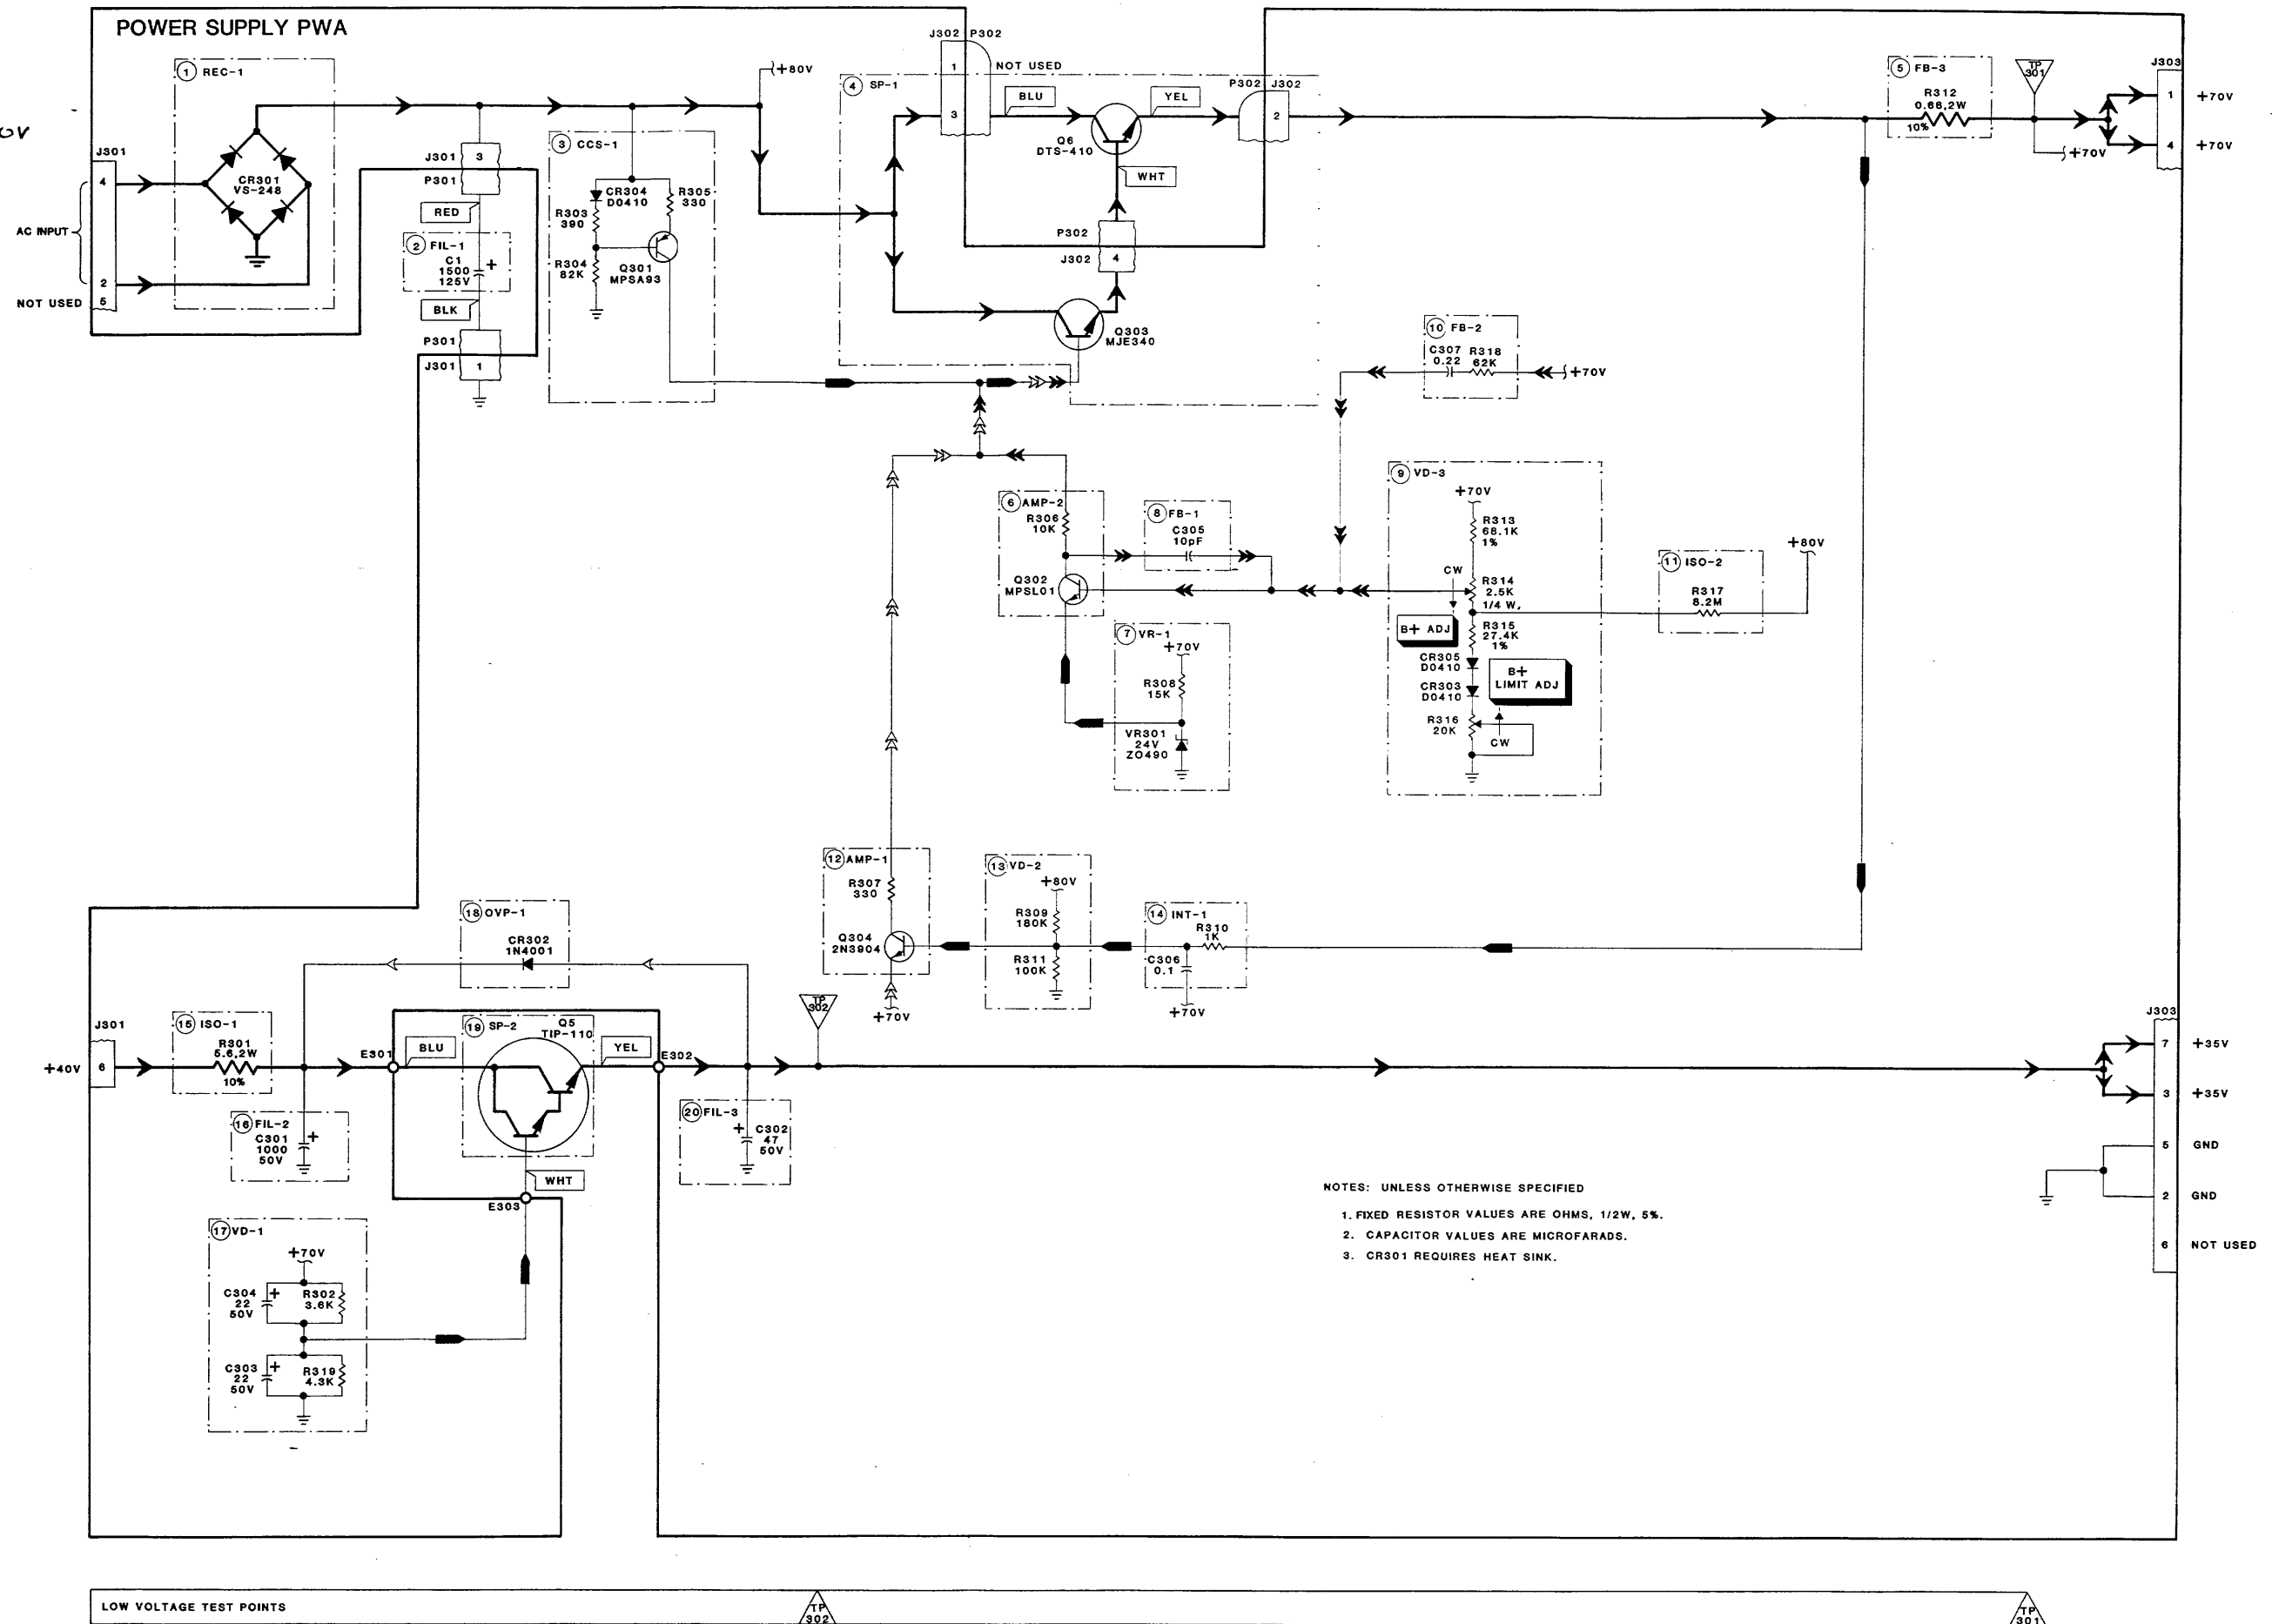 POWER SUPPLY PWA
1 REC-1
CR301
VS-248
J301
4
AC INPUT
2
NOT USED 5
J301 3
P301
RED
2 FIL-1
C1
1500
125V
+
BLK
P301
J301 1
3 CCS-1
CR304
D0410
R305
330
R303
390
R304
82K
Q301
MPSA93
+80V
4 SP-1
J302 P302
1 NOT USED
3
BLU
YEL
Q6
DTS-410
WHT
P302 J302
2
P302
J302 4
Q303
MJE340
5 FB-3
R312
0.68,2W
10%
TP
301
+70V
J303
1 +70V
4 +70V
10 FB-2
C307 R318
0.22 62K
+70V
9 VD-3
+70V
R313
68.1K
1%
CW
R314
2.5K
1/4 W.
B+ ADJ
R315
27.4K
1%
CR305
D0410
CR303
D0410
B+
LIMIT ADJ
R316
20K
CW
11 ISO-2
R317
8.2M
+80V
6 AMP-2
R306
10K
Q302
MPSL01
8 FB-1
C305
10pF
7 VR-1
+70V
R308
15K
VR301
24V
ZO490
12 AMP-1
R307
330
Q304
2N3904
+70V
13 VD-2
+80V
R309
180K
R311
100K
14 INT-1
R310
1K
C306
0.1
+70V
18 OVP-1
CR302
1N4001
J301
+40V 6
15 ISO-1
R301
5.6,2W
10%
16 FIL-2
C301
1000
50V
+
E301
BLU
19 SP-2
Q5
TIP-110
YEL
E302
WHT
E303
TP
302
20 FIL-3
+ C302
47
50V
17 VD-1
+70V
C304
22
50V
+
R302
3.6K
C303
22
50V
+
R319
4.3K
J303
7 +35V
3 +35V
5 GND
2 GND
6 NOT USED
NOTES: UNLESS OTHERWISE SPECIFIED
1. FIXED RESISTOR VALUES ARE OHMS, 1/2W, 5%.
2. CAPACITOR VALUES ARE MICROFARADS.
3. CR301 REQUIRES HEAT SINK.
LOW VOLTAGE TEST POINTS
TP
302
TP
301